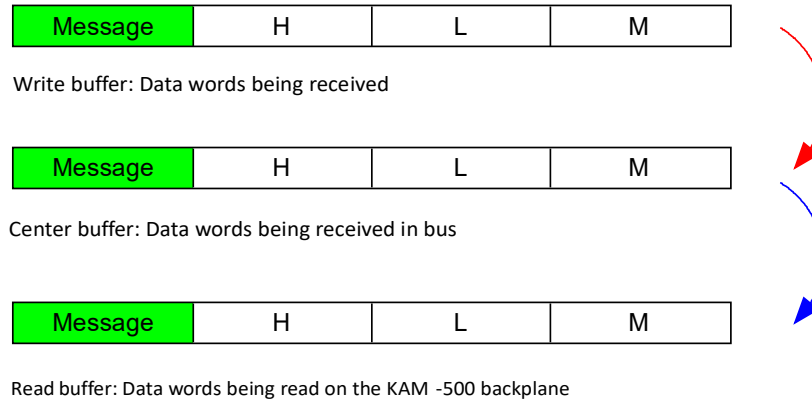 Message H L M
Write buffer: Data words being received
Message H L M
Center buffer: Data words being received in bus
Message H L M
Read buffer: Data words being read on the KAM -500 backplane